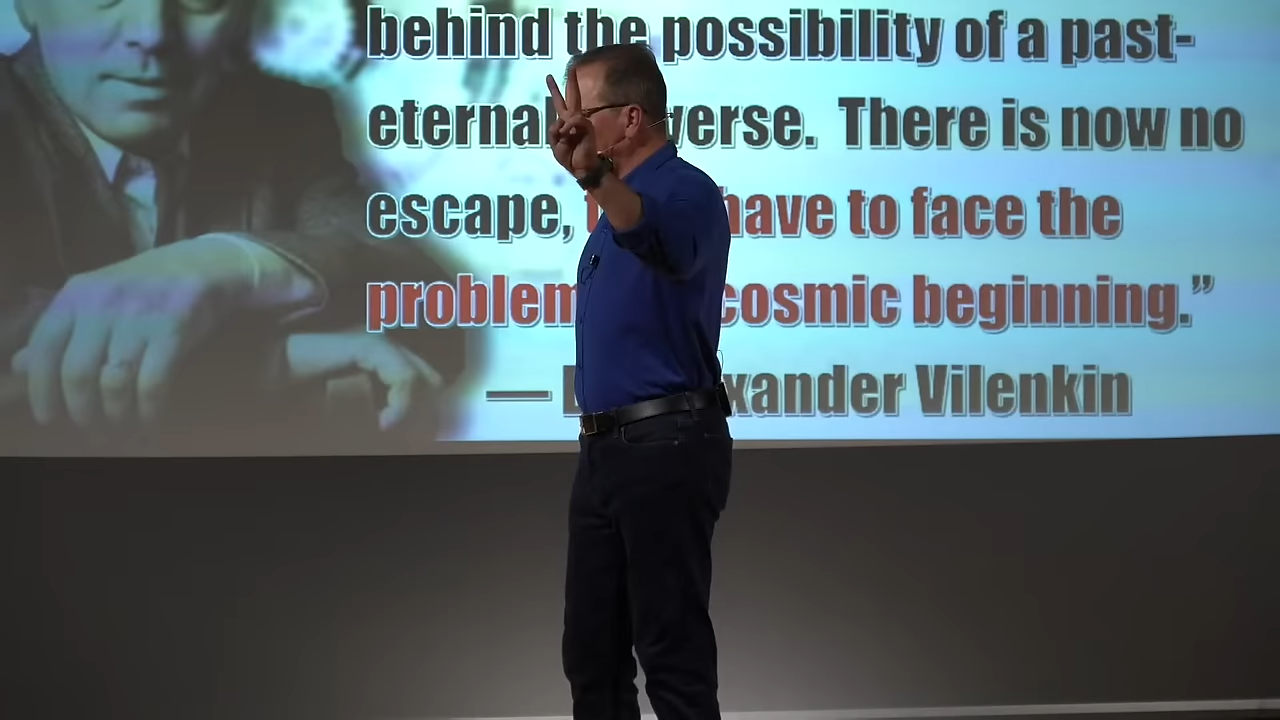 behind the possibility of a past-
eternal verse. There is now no
escape, have to face the
problem cosmic beginning.”
— xander Vilenkin